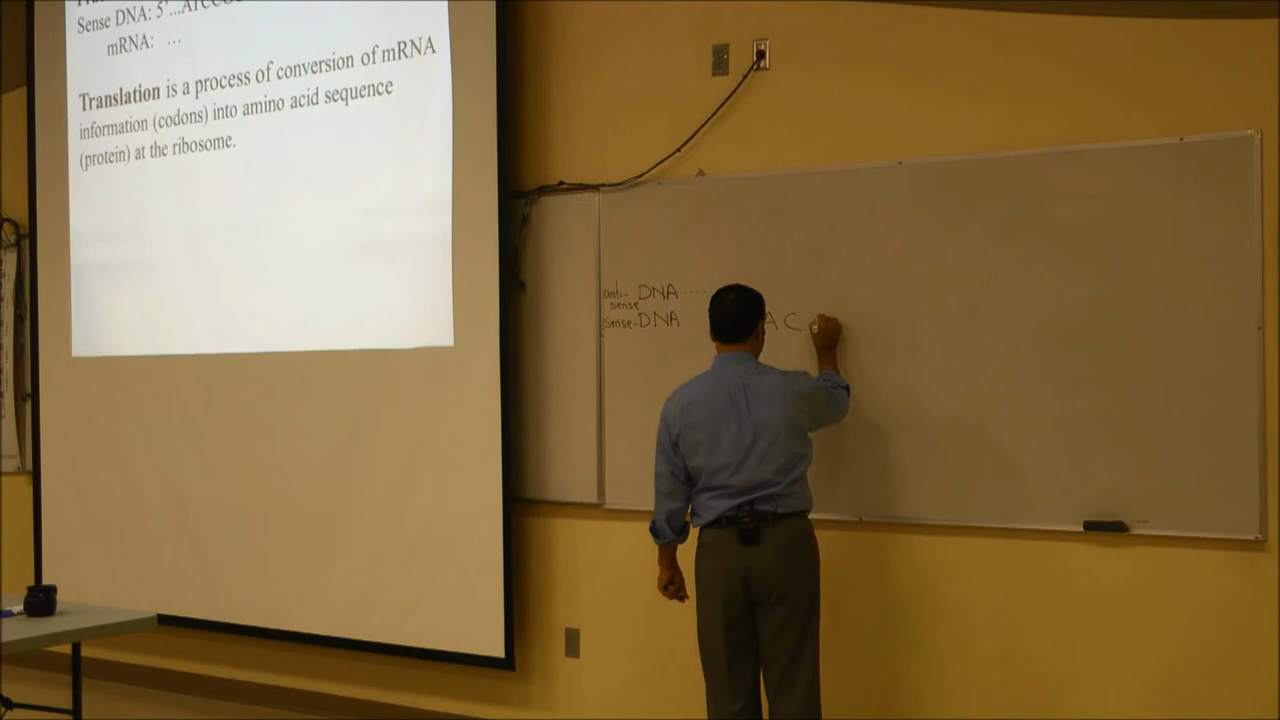 Sense DNA: 5'...ATCCG
mRNA: ...
Translation is a process of conversion of mRNA
information (codons) into amino acid sequence
(protein) at the ribosome.
anti- DNA......
sense
Sense-DNA AC